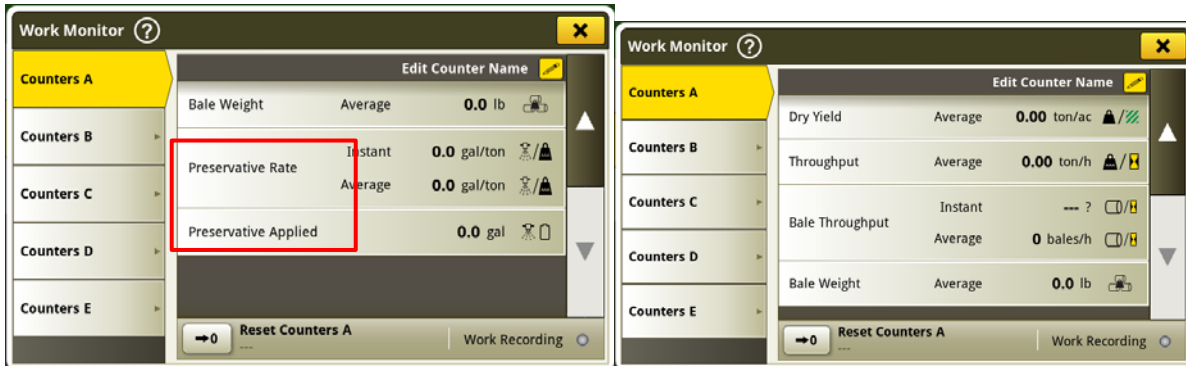 Work Monitor ?
Counters A
Counters B
Counters C
Counters D
Counters E
Edit Counter Name
Bale Weight Average 0.0 lb
Preservative Rate
Instant 0.0 gal/ton
Average 0.0 gal/ton
Preservative Applied 0.0 gal
→0 Reset Counters A
---
Work Recording
Work Monitor ?
Counters A
Counters B
Counters C
Counters D
Counters E
Edit Counter Name
Dry Yield Average 0.00 ton/ac
Throughput Average 0.00 ton/h
Bale Throughput
Instant --- ?
Average 0 bales/h
Bale Weight Average 0.0 lb
→0 Reset Counters A
---
Work Recording